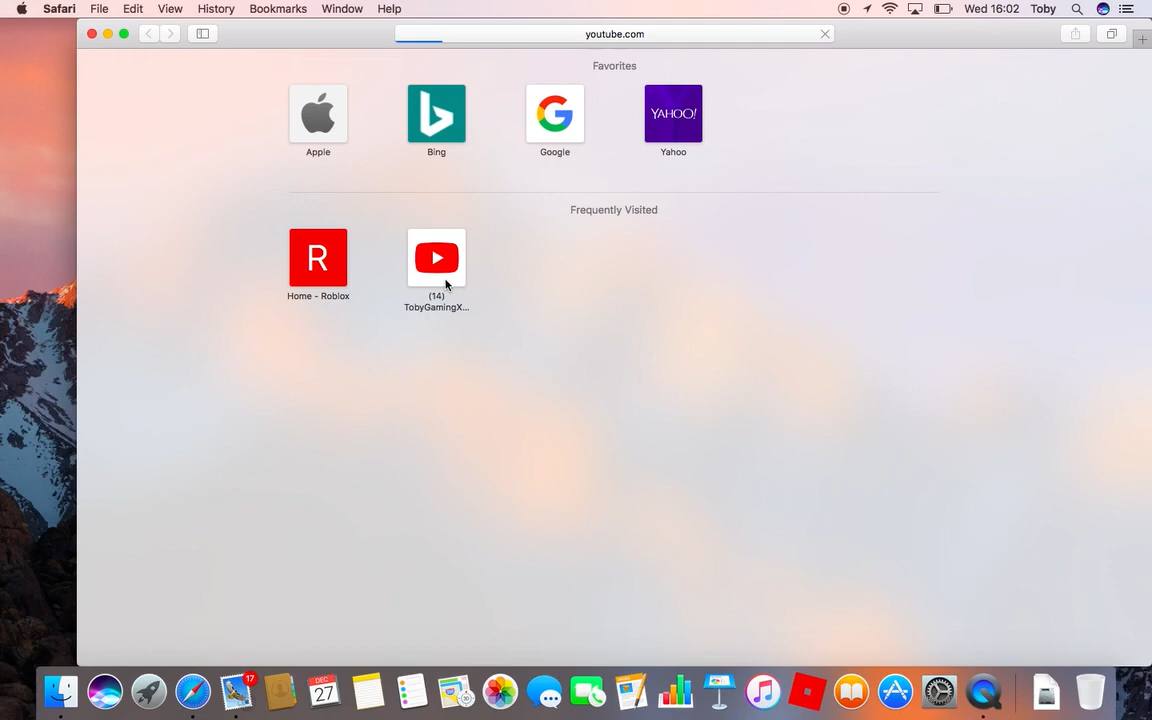 Safari File Edit View History Bookmarks Window Help Wed 16:02 Toby
youtube.com
Favorites
YAHOO!
Apple Bing Google Yahoo
Frequently Visited
R
Home - Roblox (14)
TobyGamingX...
17
DEC
27